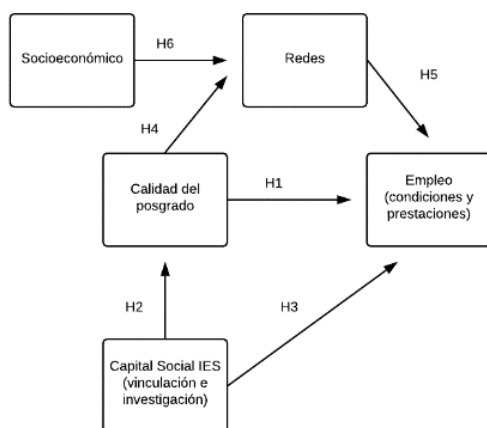 H6
Socioeconómico
Redes
H5
H4
Calidad del
posgrado
H1
Empleo
(condiciones y
prestaciones)
H2
H3
Capital Social IES
(vinculación e
investigación)